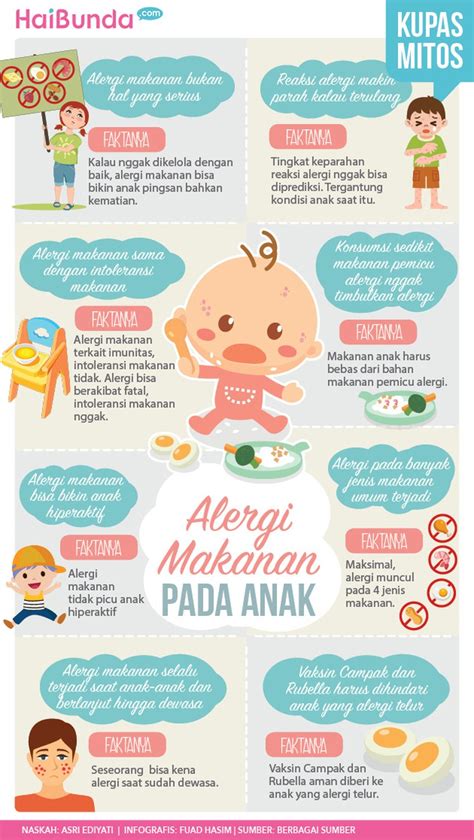 HaiBunda.com
KUPAS
MITOS
Alergi makanan bukan
hal yang serius
FAKTANYA
Kalau nggak dikelola dengan
baik, alergi makanan bisa
bikin anak pingsan bahkan
kematian.
Reaksi alergi makin
parah kalau terulang
FAKTANYA
Tingkat keparahan
reaksi alergi nggak bisa
diprediksi. Tergantung
kondisi anak saat itu.
Alergi makanan sama
dengan intoleransi
makanan
FAKTANYA
Alergi makanan
terkait imunitas,
intoleransi makanan
tidak. Alergi bisa
berakibat fatal,
intoleransi makanan
nggak.
Konsumsi sedikit
makanan pemicu
alergi nggak
timbulkan alergi
FAKTANYA
Makanan anak harus
bebas dari bahan
makanan pemicu alergi.
Alergi makanan
bisa bikin anak
hiperaktif
FAKTANYA
Alergi
makanan
tidak picu anak
hiperaktif
Alergi
Makanan
PADA ANAK
Alergi pada banyak
jenis makanan
umum terjadi
FAKTANYA
Maksimal,
alergi muncul
pada 4 jenis
makanan.
Alergi makanan selalu
terjadi saat anak-anak dan
berlanjut hingga dewasa
FAKTANYA
Seseorang bisa kena
alergi saat sudah dewasa.
Vaksin Campak dan
Rubella harus dihindari
anak yang alergi telur
FAKTANYA
Vaksin Campak dan
Rubella aman diberi ke
anak yang alergi telur.
NASKAH: ASRI EDIYATI | INFOGRAFIS: FUAD HASIM | SUMBER: BERBAGAI SUMBER